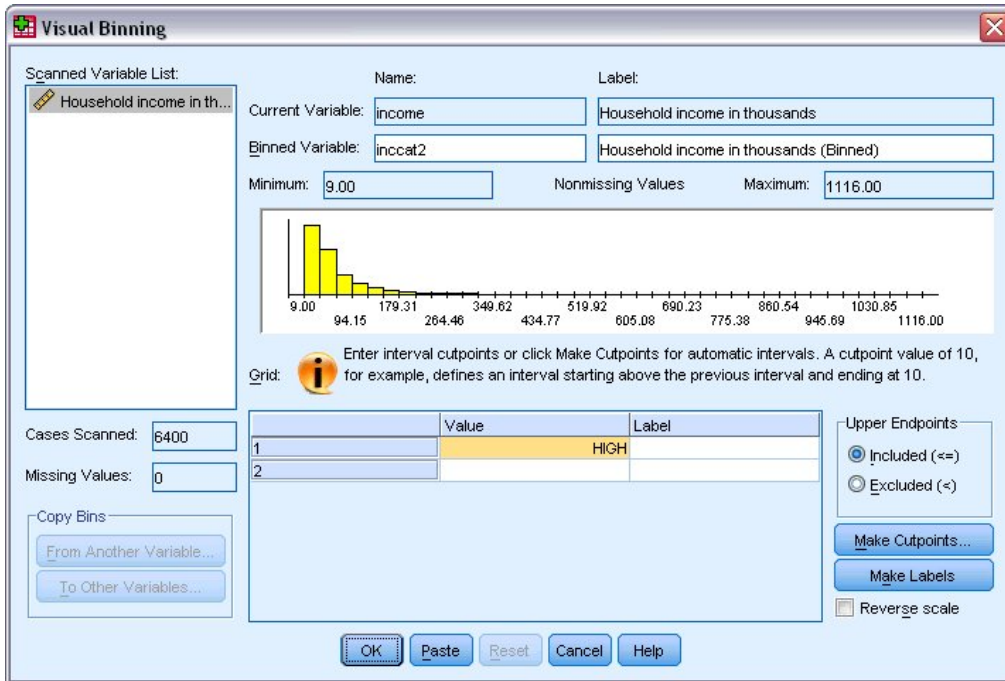 Visual Binning
Scanned Variable List:
Household income in th...
Name:
Label:
Current Variable:
income
Household income in thousands
Binned Variable:
inccat2
Household income in thousands (Binned)
Minimum:
9.00
Nonmissing Values
Maximum:
1116.00
9.00 179.31 349.62 519.92 690.23 860.54 1030.85
94.15 264.46 434.77 605.08 775.38 945.69 1116.00
Grid:
Enter interval cutpoints or click Make Cutpoints for automatic intervals. A cutpoint value of 10,
for example, defines an interval starting above the previous interval and ending at 10.
Cases Scanned:
6400
Missing Values:
0
Copy Bins
From Another Variable...
To Other Variables...
Value
Label
1
HIGH
2
Upper Endpoints
Included (<=)
Excluded (<)
Make Cutpoints...
Make Labels
Reverse scale
OK
Paste
Reset
Cancel
Help